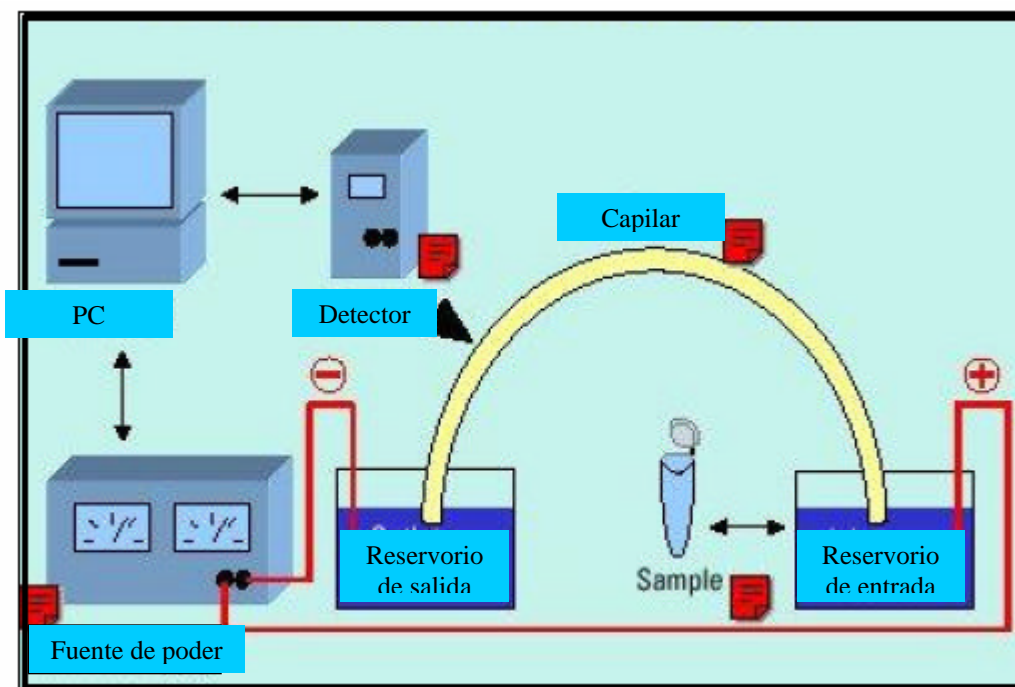 Capilar
PC
Detector
Reservorio
de salida
Reservorio
de entrada
Sample
Fuente de poder